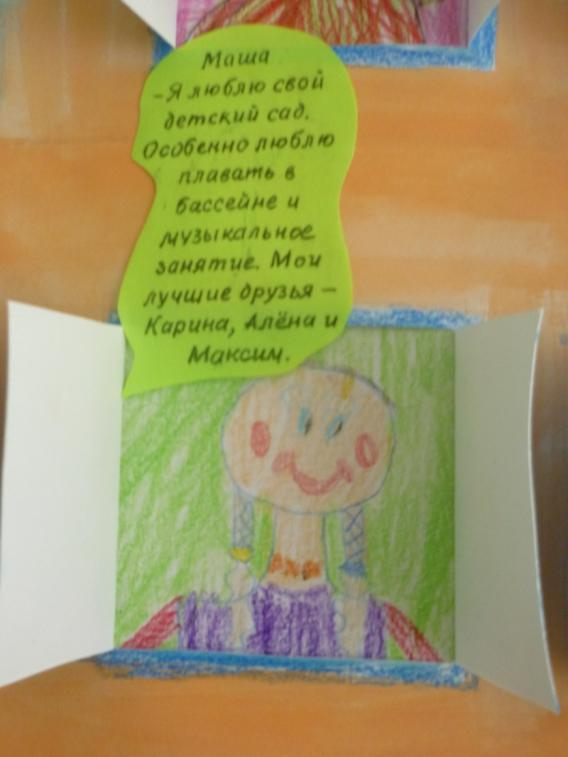 Маша
-Я люблю свой
детский сад.
Особенно люблю
плавать в
бассейне и
музыкальное
занятие. Мои
лучшие друзья –
Карина, Алёна и
Максим.